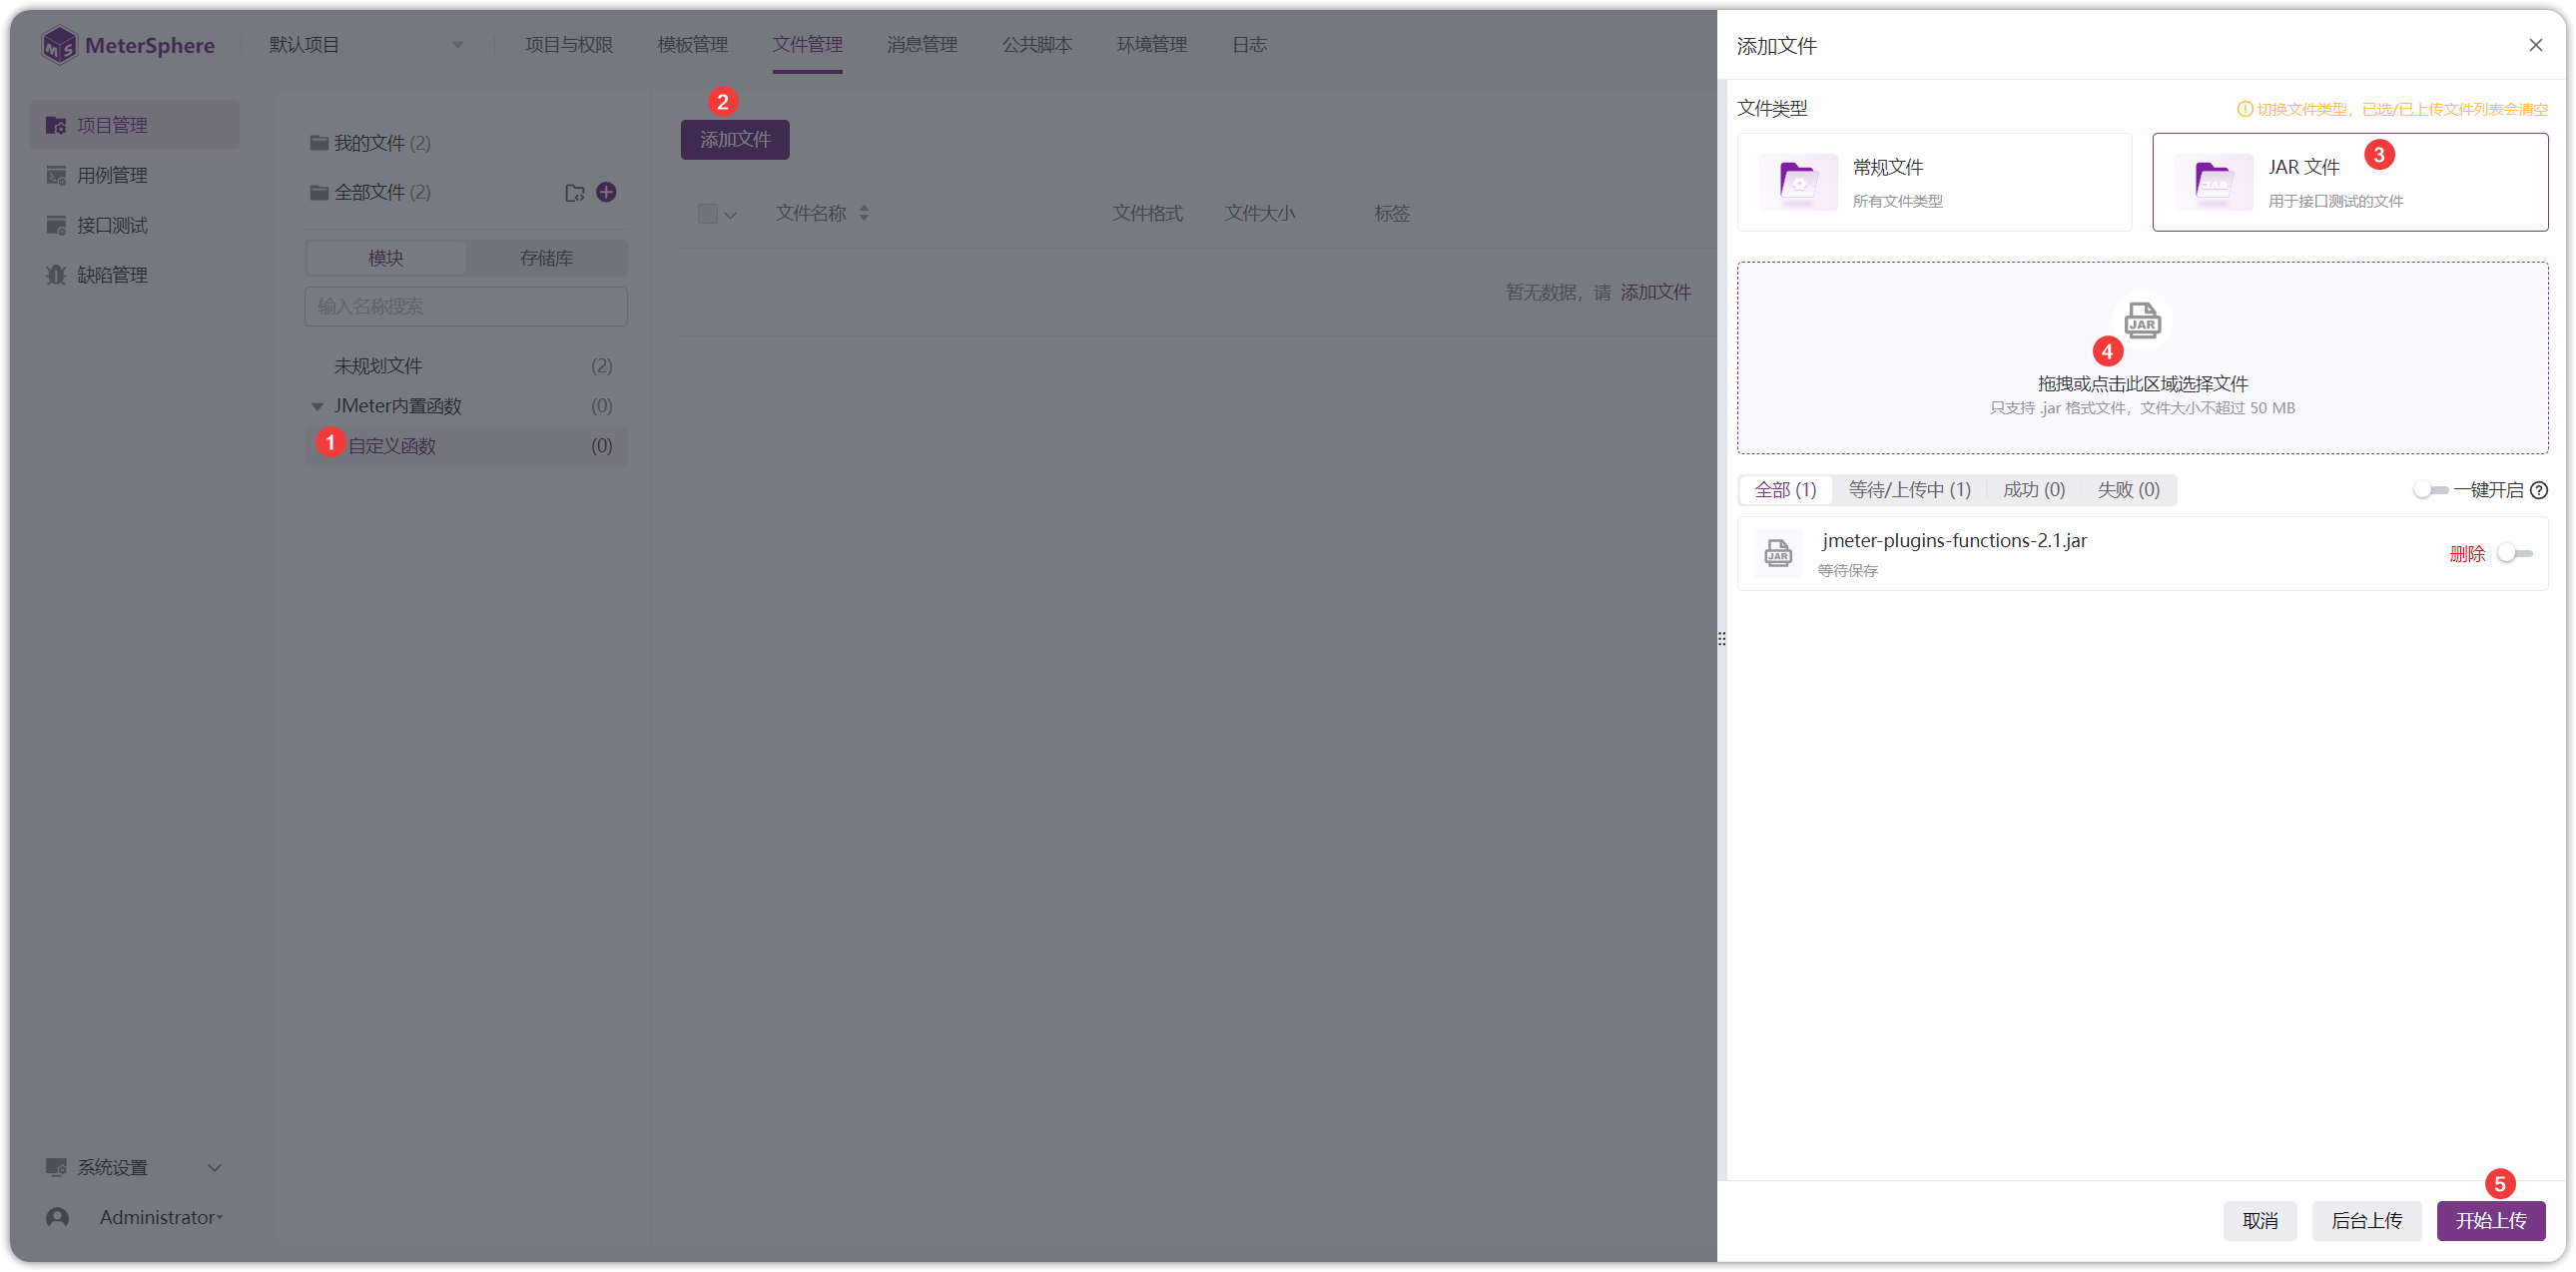 MeterSphere
默认项目
项目与权限
模板管理
文件管理
消息管理
公共脚本
环境管理
日志
项目管理
用例管理
接口测试
缺陷管理
系统设置
Administrator
我的文件 (2)
全部文件 (2)
模块
存储库
输入名称搜索
未规划文件 (2)
JMeter内置函数 (0)
1 自定义函数 (0)
2
添加文件
文件名称
文件格式
文件大小
标签
暂无数据，请 添加文件
添加文件
文件类型
切换文件类型，已选/已上传文件列表会清空
常规文件
所有文件类型
JAR 文件 3
用于接口测试的文件
JAR
4
拖拽或点击此区域选择文件
只支持 .jar 格式文件，文件大小不超过 50 MB
全部 (1)
等待/上传中 (1)
成功 (0)
失败 (0)
一键开启
JAR
jmeter-plugins-functions-2.1.jar
等待保存
删除
5
取消
后台上传
开始上传